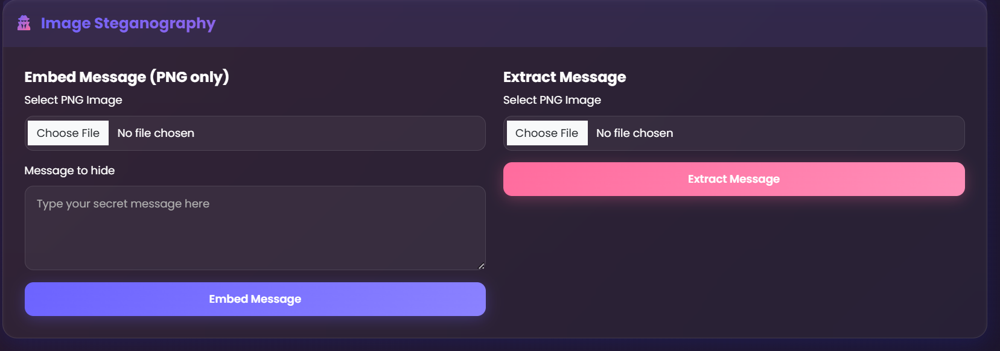 Image Steganography
Embed Message (PNG only)
Select PNG Image
Choose File No file chosen
Message to hide
Type your secret message here
Embed Message
Extract Message
Select PNG Image
Choose File No file chosen
Extract Message